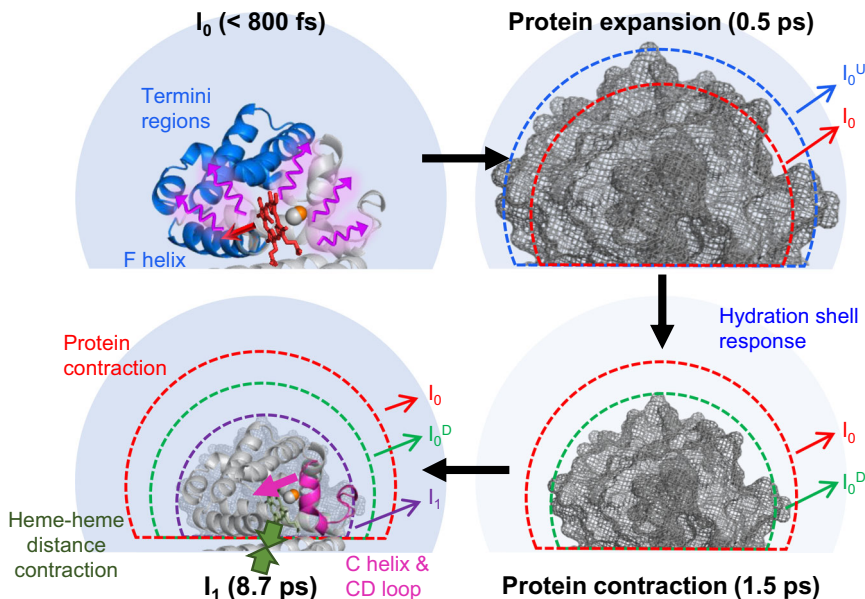 I₀ (< 800 fs)
Termini
regions
F helix
Protein expansion (0.5 ps)
I₀ᵁ
I₀
Hydration shell
response
Protein
contraction
I₀
I₀ᴰ
I₁
Heme-heme
distance
contraction
I₁ (8.7 ps)
C helix &
CD loop
I₀
I₀ᴰ
Protein contraction (1.5 ps)